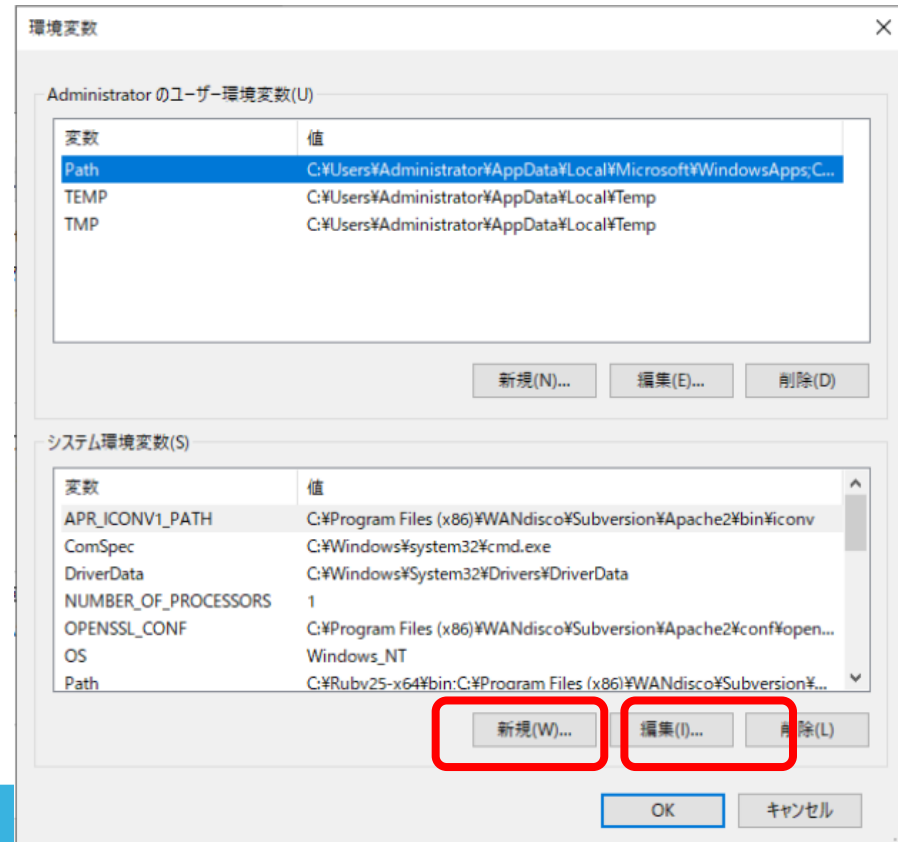 環境変数
Administrator のユーザー環境変数(U)
変数 値
Path C:¥Users¥Administrator¥AppData¥Local¥Microsoft¥WindowsApps;C...
TEMP C:¥Users¥Administrator¥AppData¥Local¥Temp
TMP C:¥Users¥Administrator¥AppData¥Local¥Temp
新規(N)... 編集(E)... 削除(D)
システム環境変数(S)
変数 値
APR_ICONV1_PATH C:¥Program Files (x86)¥WANdisco¥Subversion¥Apache2¥bin¥iconv
ComSpec C:¥Windows¥system32¥cmd.exe
DriverData C:¥Windows¥System32¥Drivers¥DriverData
NUMBER_OF_PROCESSORS 1
OPENSSL_CONF C:¥Program Files (x86)¥WANdisco¥Subversion¥Apache2¥conf¥open...
OS Windows_NT
Path C:¥Ruby25-x64¥bin;C:¥Program Files (x86)¥WANdisco¥Subversion¥...
新規(W)... 編集(I)... 削除(L)
OK キャンセル